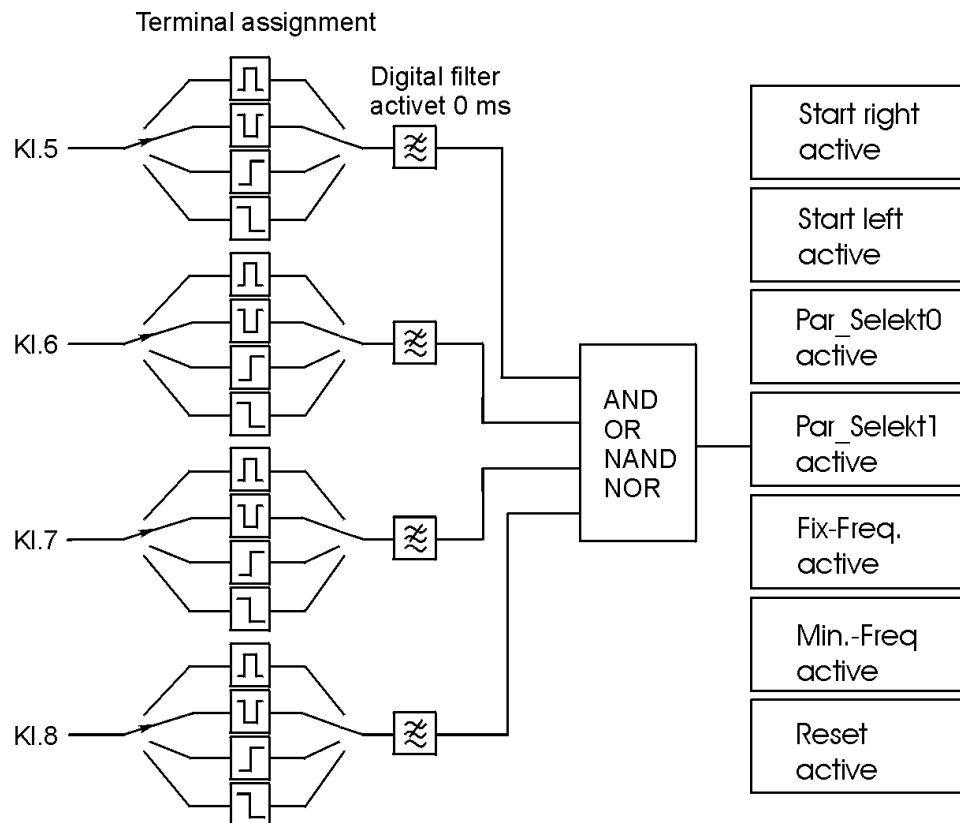 Terminal assignment
Digital filter
activet 0 ms
Kl.5
Kl.6
Kl.7
Kl.8
AND
OR
NAND
NOR
Start right
active
Start left
active
Par_Selekt0
active
Par_Selekt1
active
Fix-Freq.
active
Min.-Freq
active
Reset
active